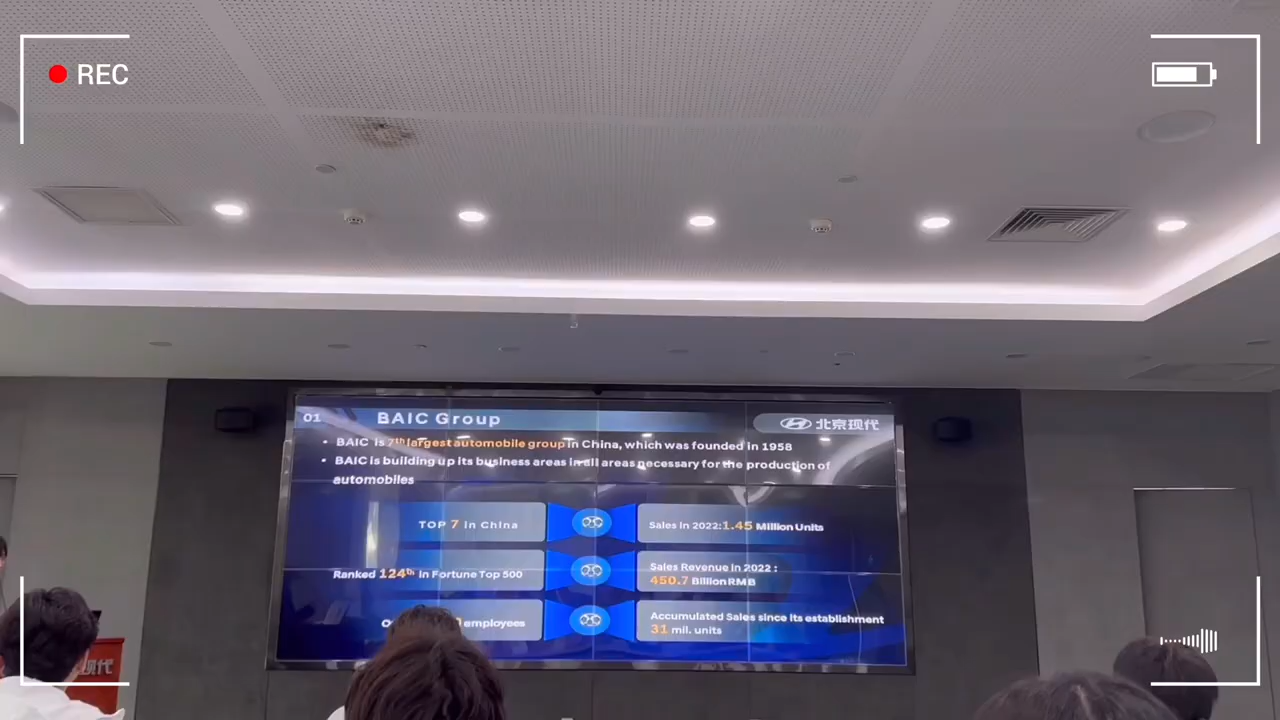 REC
01 BAIC Group 北京现代
• BAIC is 7th largest automobile group in China, which was founded in 1958
• BAIC is building up its business areas in all areas necessary for the production of
automobiles
TOP 7 in China
Sales in 2022:1.45 Million Units
Ranked 124th in Fortune Top 500
Sales Revenue in 2022 :
450.7 Billion RMB
employees
Accumulated Sales since its establishment
31 mil. units
现代